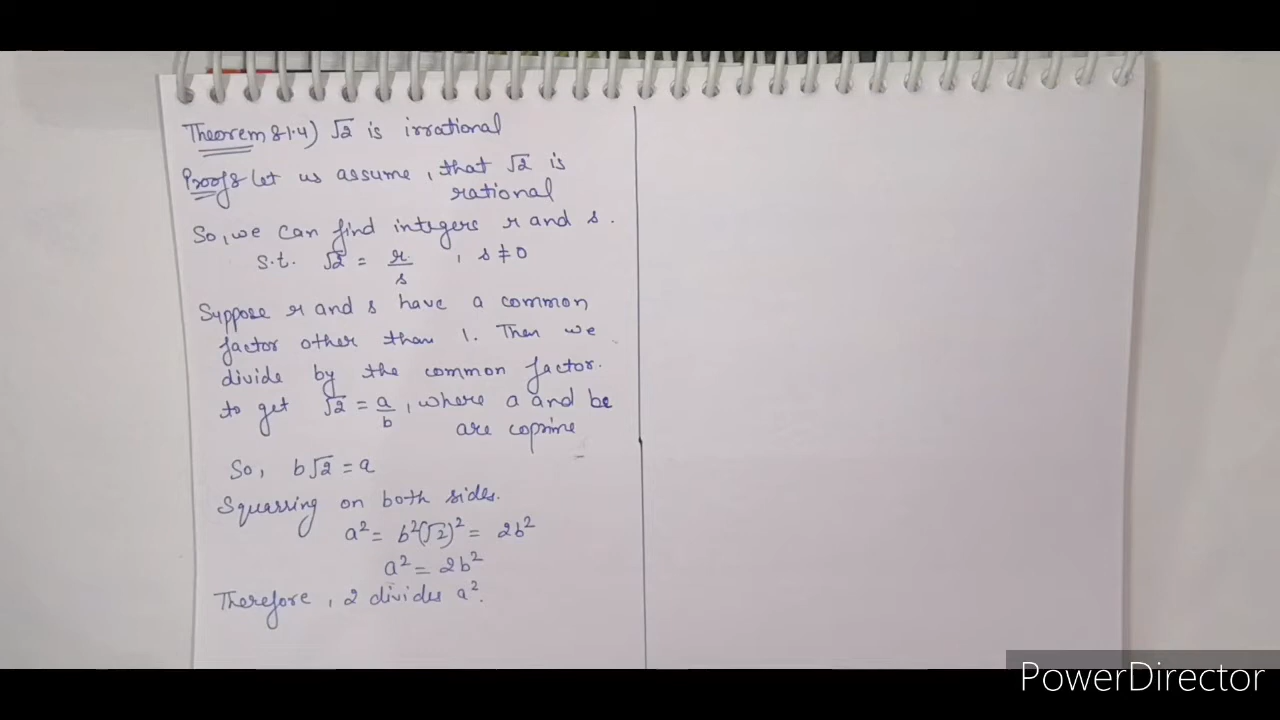 Theorem 8.1.4) √2 is irrational
Proof: Let us assume, that √2 is
rational
So, we can find integers r and s.
s.t. √2 = r/s , s ≠ 0
Suppose r and s have a common
factor other than 1. Then we
divide by the common factor.
to get √2 = a/b, where a and be
are coprime
So, b√2 = a
Squarring on both sides.
a² = b²(√2)² = 2b²
a² = 2b²
Therefore, 2 divides a².
PowerDirector